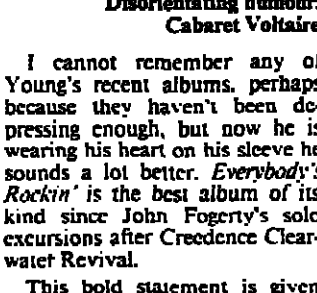 Disorientating humour:
Cabaret Voltaire
I cannot remember any of
Young's recent albums, perhaps
because they haven't been de-
pressing enough, but now he is
wearing his heart on his sleeve he
sounds a lot better. Everybody's
Rockin' is the best album of its
kind since John Fogerty's solo
excursions after Creedence Clear-
water Revival.
This bold statement is given